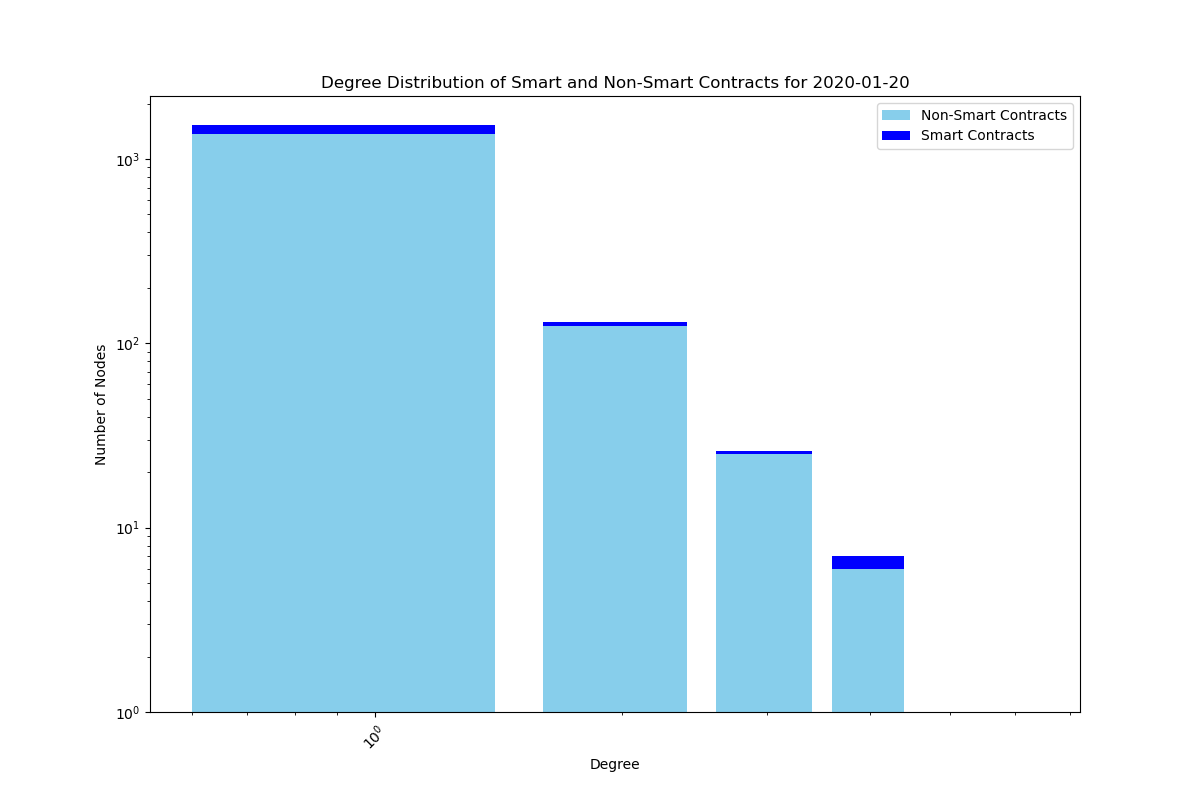 Degree Distribution of Smart and Non-Smart Contracts for 2020-01-20
Non-Smart Contracts
Smart Contracts
Number of Nodes
10³
10²
10¹
10⁰
10⁰
Degree